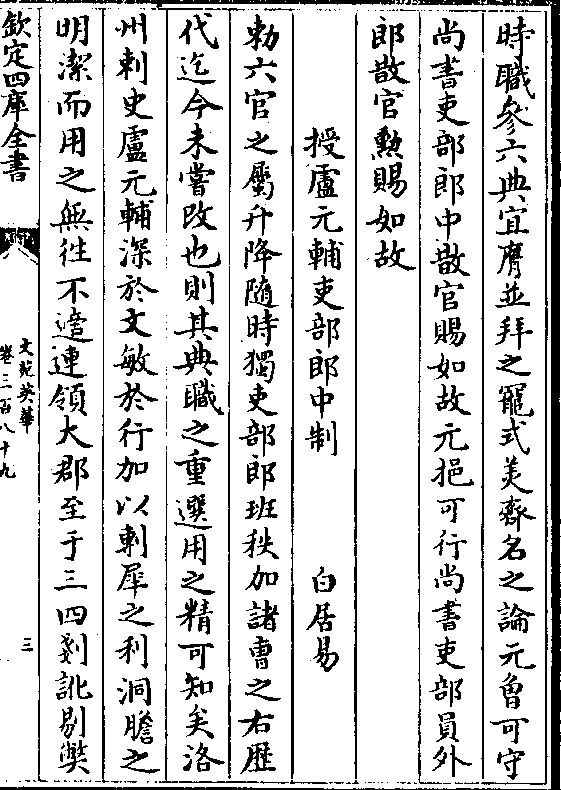 時職參六典宜膺並拜之寵式美齊名之論元魯可守
尚書吏部郎中散官賜如故元挹可行尚書吏部員外
郎散官勲賜如故
授盧元輔吏部郎中制 白居易
勅六官之屬升降隨時獨吏部郎班秩加諸曹之右歷
代迄今未嘗改也則其典職之重選用之精可知矣洛
州刺史盧元輔深於文敏於行加以剸犀之利洞膽之
明潔而用之無徃不適連領大郡至于三四剗訛剔弊
欽定四庫全書
文苑英華
卷三百八十九
三